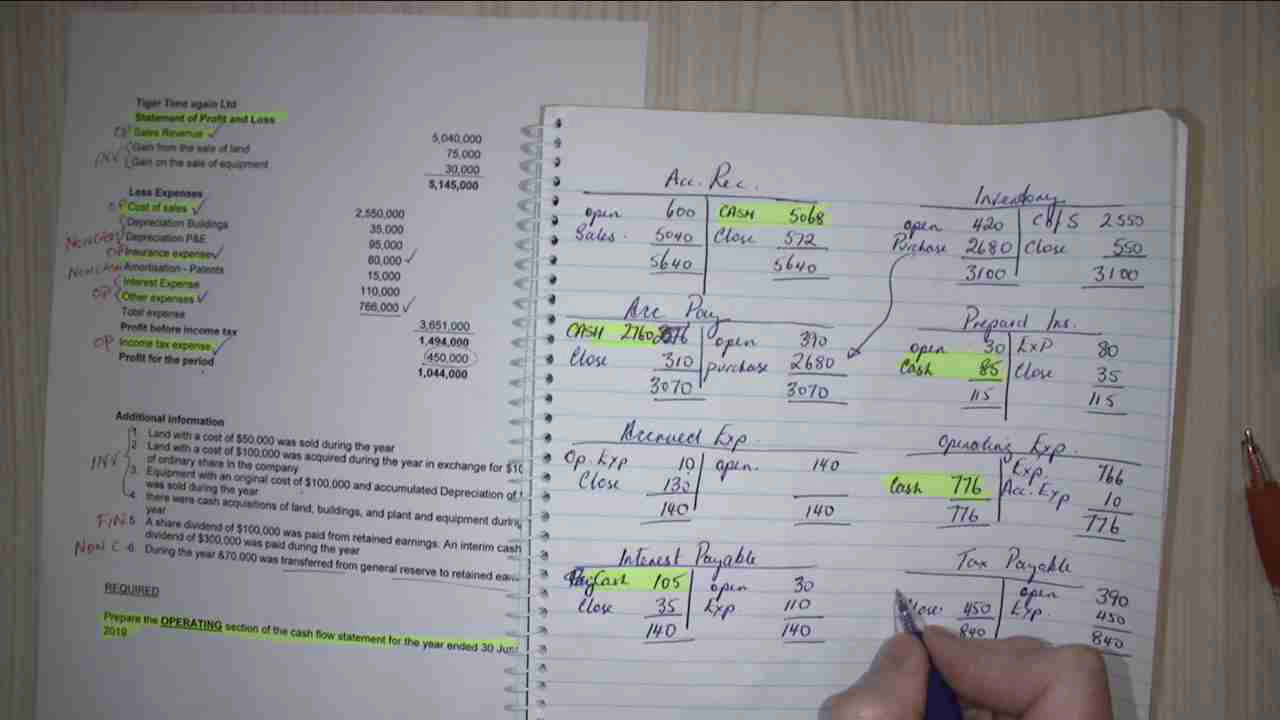 Tiger Time again Ltd
Statement of Profit and Loss
OP Sales Revenue ✓ 5,040,000
INV Gain from the sale of land 75,000
Gain on the sale of equipment 30,000
5,145,000
Less Expenses
OP Cost of sales ✓ 2,550,000
Depreciation Buildings 35,000
Depreciation P&E 95,000
OP Insurance expense ✓ 80,000 ✓
Amortisation - Patents 15,000
Interest Expense 110,000
OP Other expenses ✓ 766,000 ✓
Total expense 3,651,000
Profit before income tax 1,494,000
OP Income tax expense ✓ 450,000
Profit for the period 1,044,000
Additional information
1. Land with a cost of $50,000 was sold during the year
2. Land with a cost of $100,000 was acquired during the year in exchange for $10
of ordinary share in the company
INV
3. Equipment with an original cost of $100,000 and accumulated Depreciation of
was sold during the year
4. there were cash acquisitions of land, buildings, and plant and equipment during
year
FIN 5. A share dividend of $100,000 was paid from retained earnings. An interim cash
dividend of $300,000 was paid during the year
NON C 6. During the year &70,000 was transferred from general reserve to retained
REQUIRED
Prepare the OPERATING section of the cash flow statement for the year ended 30
Acc. Rec.
open 600 CASH 5068
Sales. 5040 Close 572
5640 5640
Inventory
open 420 C of S 2550
Purchase 2680 Close 550
3100 3100
Acc Pay
CASH 2760 open 390
Close 310 purchase 2680
3070 3070
Prepaid Ins.
open 30 Exp 80
Cash 85 Close 35
115 115
Accrued Exp.
Op. Exp 10 open. 140
Close 130
140 140
Operating Exp.
Exp. 766
Cash 776 Acc. Exp 10
776 776
Interest Payable
Cash 105 open 30
Close 35 Exp 110
140 140
Tax Payable
open 390
Close 450 Exp. 450
840 840